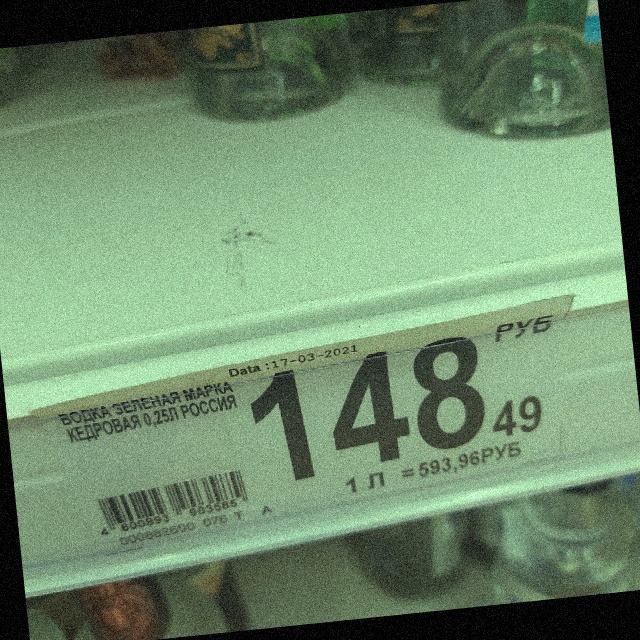 Data :17-03-2021
ВОДКА ЗЕЛЕНАЯ МАРКА
КЕДРОВАЯ 0,25Л РОССИЯ
148 49 РУБ
1 Л = 593,96РУБ
Т А